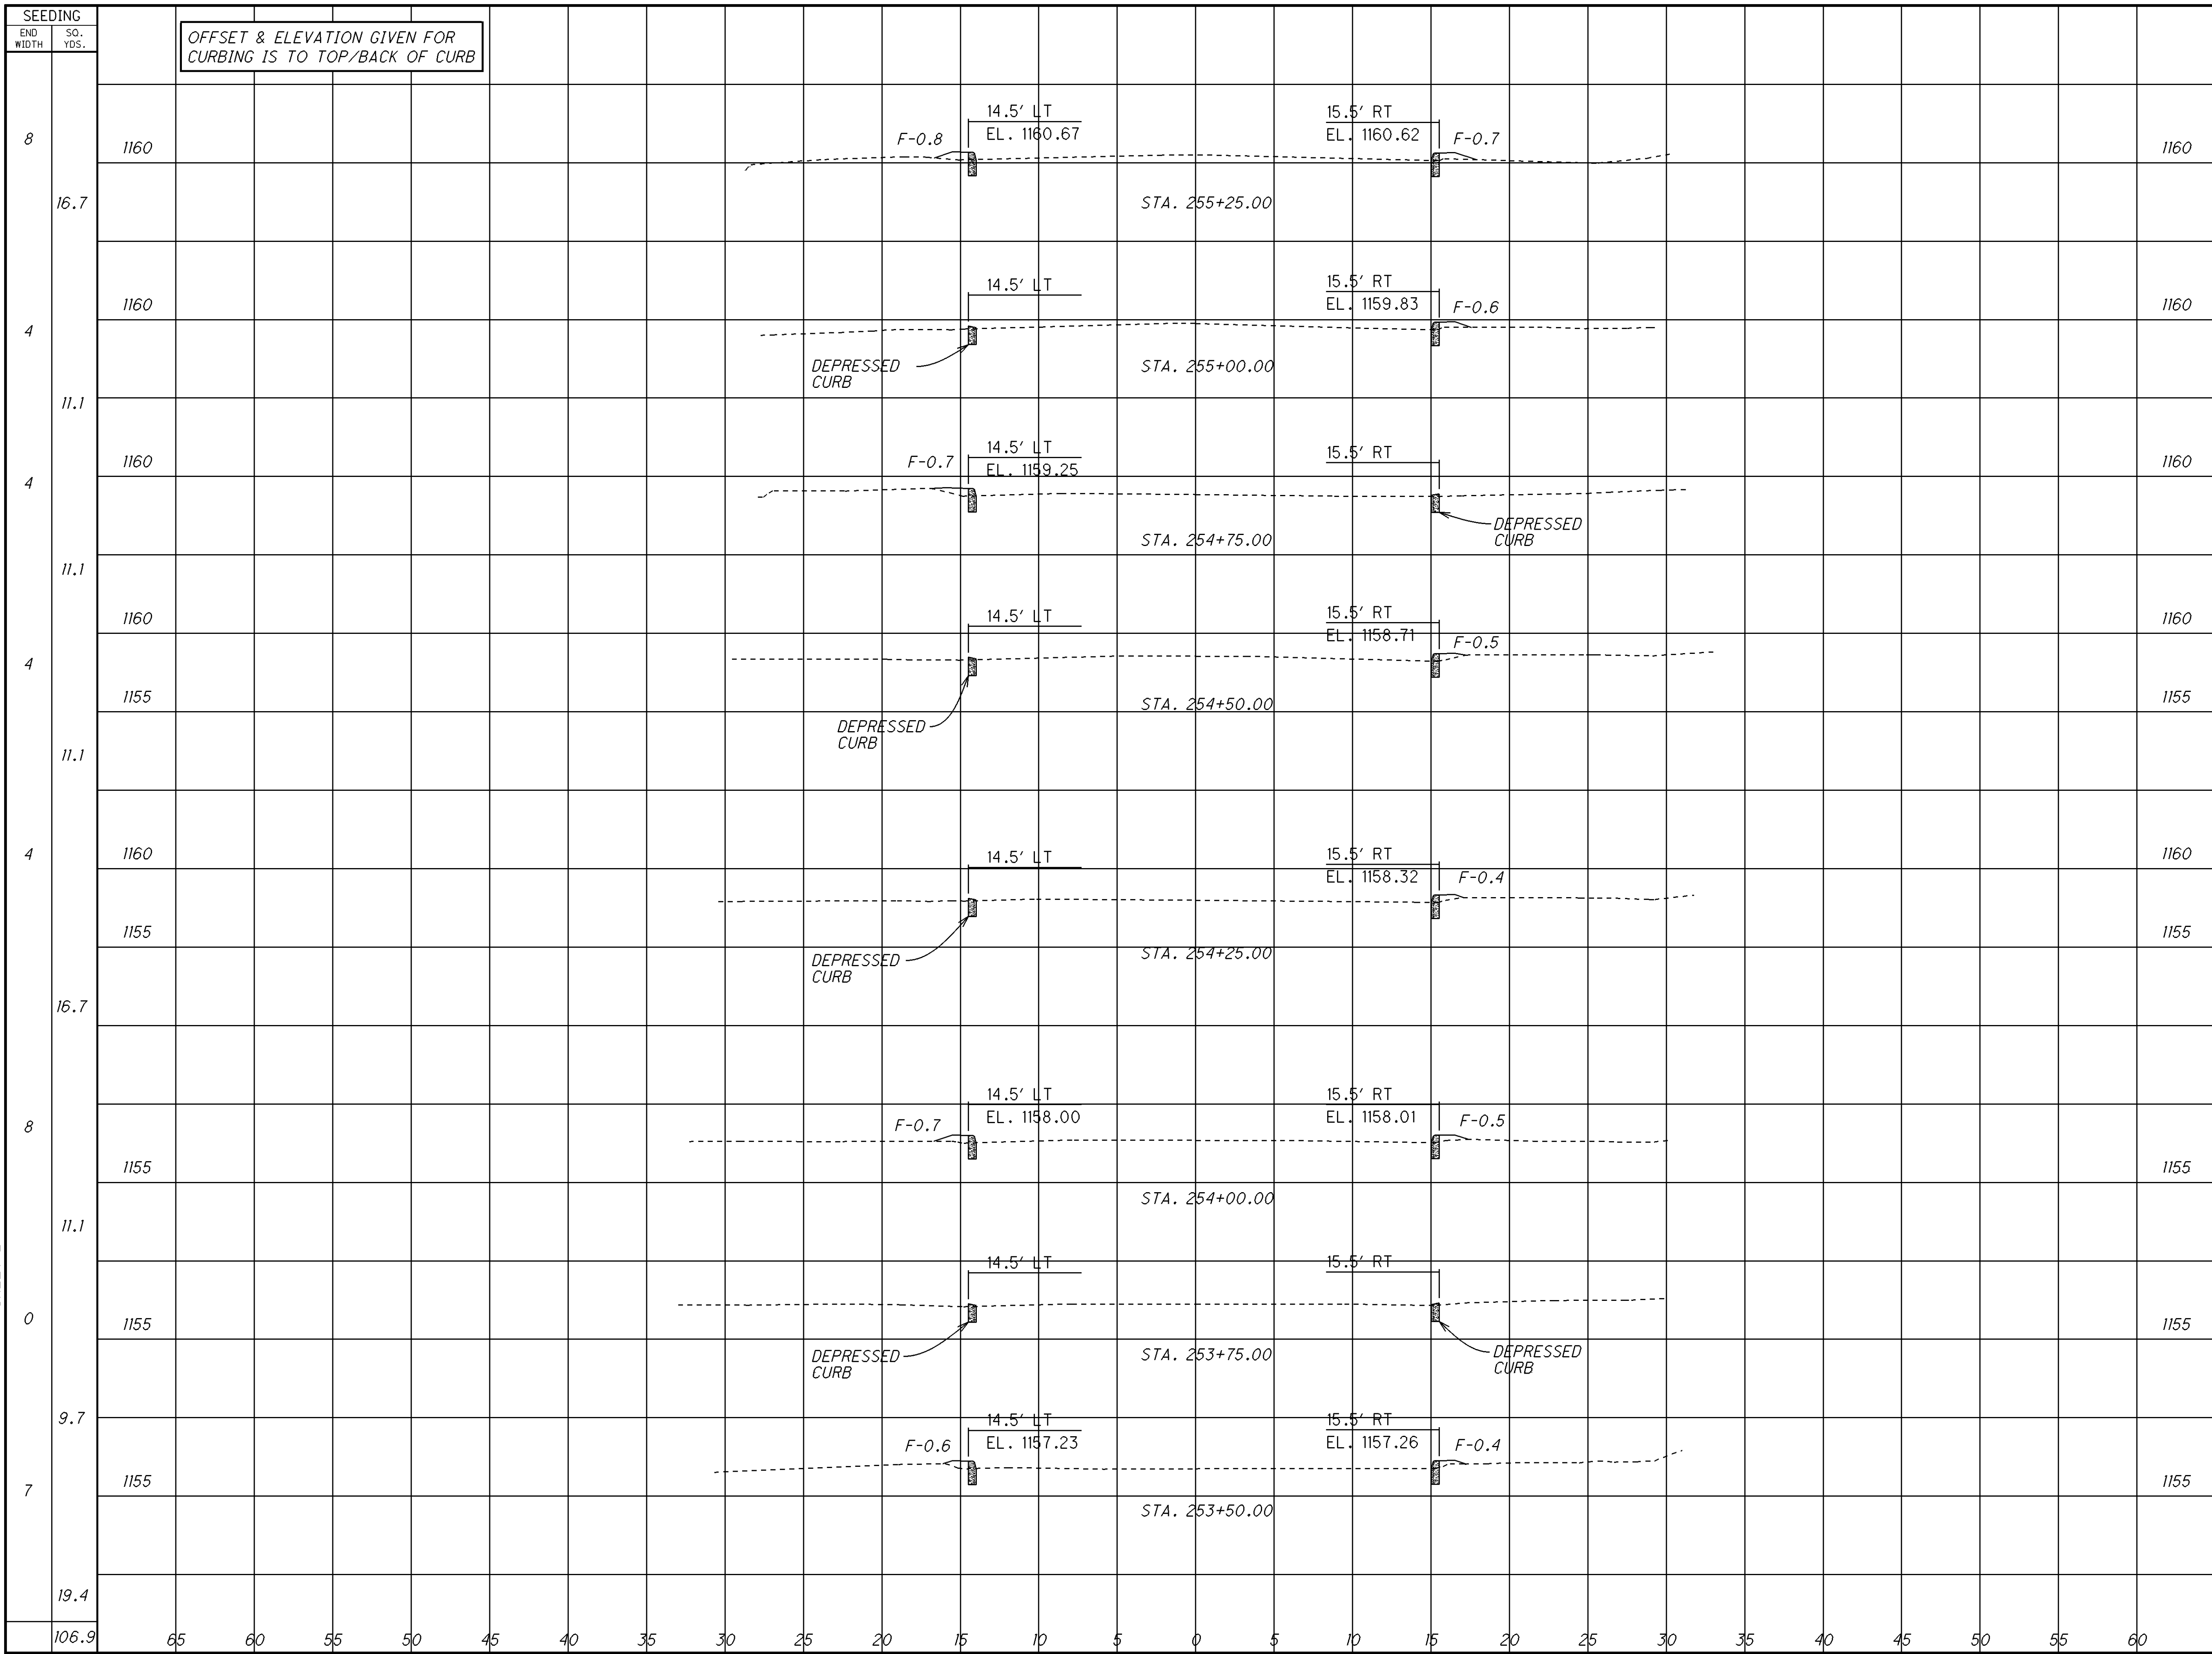 SEEDING
END WIDTH
SQ. YDS.
OFFSET & ELEVATION GIVEN FOR
CURBING IS TO TOP/BACK OF CURB
14.5' LT
EL. 1160.67
15.5' RT
EL. 1160.62
F-0.8
F-0.7
8
1160
1160
16.7
STA. 255+25.00
14.5' LT
15.5' RT
EL. 1159.83
F-0.6
1160
1160
4
DEPRESSED
CURB
STA. 255+00.00
11.1
14.5' LT
EL. 1159.25
15.5' RT
F-0.7
1160
1160
4
DEPRESSED
CURB
STA. 254+75.00
11.1
14.5' LT
15.5' RT
EL. 1158.71
F-0.5
1160
1160
4
1155
1155
STA. 254+50.00
DEPRESSED
CURB
11.1
14.5' LT
15.5' RT
EL. 1158.32
F-0.4
4
1160
1160
1155
1155
STA. 254+25.00
DEPRESSED
CURB
16.7
14.5' LT
EL. 1158.00
15.5' RT
EL. 1158.01
F-0.7
F-0.5
8
1155
1155
STA. 254+00.00
11.1
14.5' LT
15.5' RT
0
1155
1155
DEPRESSED
CURB
STA. 253+75.00
DEPRESSED
CURB
9.7
14.5' LT
EL. 1157.23
15.5' RT
EL. 1157.26
F-0.6
F-0.4
1155
1155
7
STA. 253+50.00
19.4
106.9
65 60 55 50 45 40 35 30 25 20 15 10 5 0 5 10 15 20 25 30 35 40 45 50 55 60